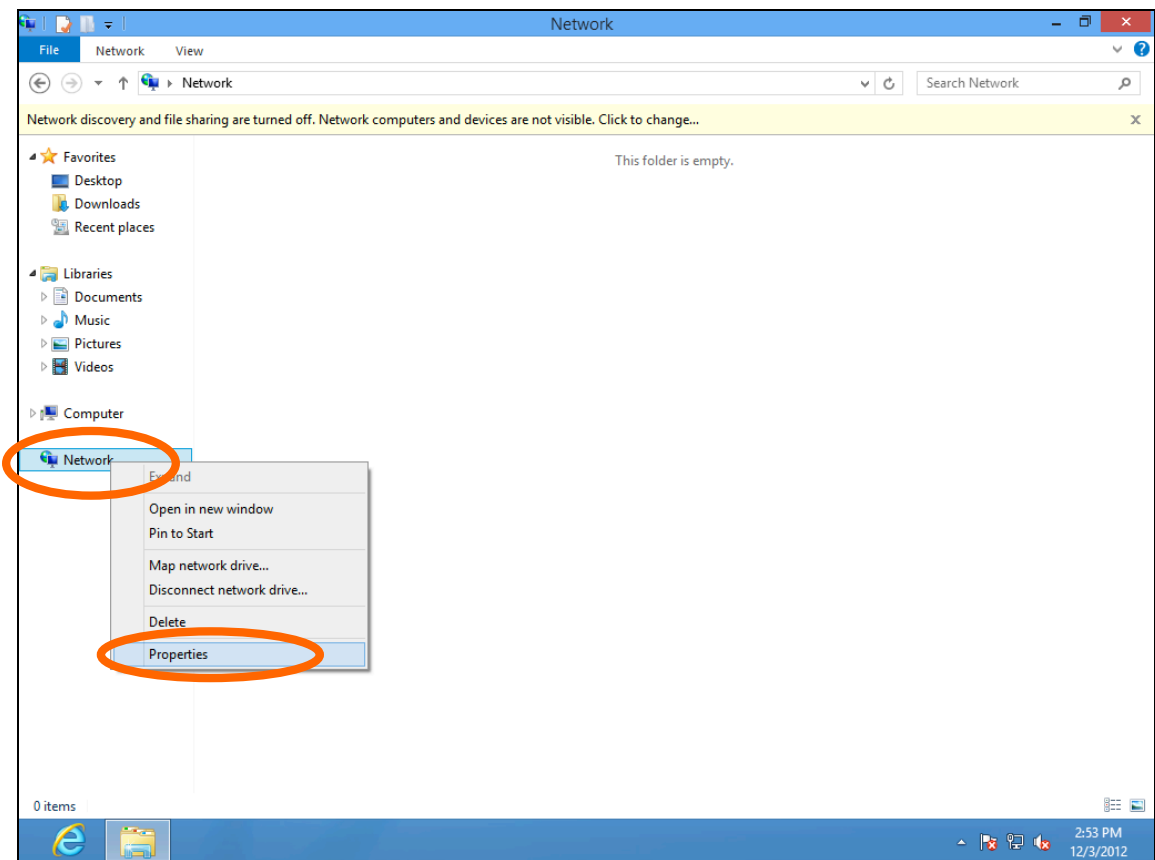 Network
File Network View
Network
Search Network
Network discovery and file sharing are turned off. Network computers and devices are not visible. Click to change...
Favorites
This folder is empty.
Desktop
Downloads
Recent places
Libraries
Documents
Music
Pictures
Videos
Computer
Network
Expand
Open in new window
Pin to Start
Map network drive...
Disconnect network drive...
Delete
Properties
0 items
2:53 PM
12/3/2012